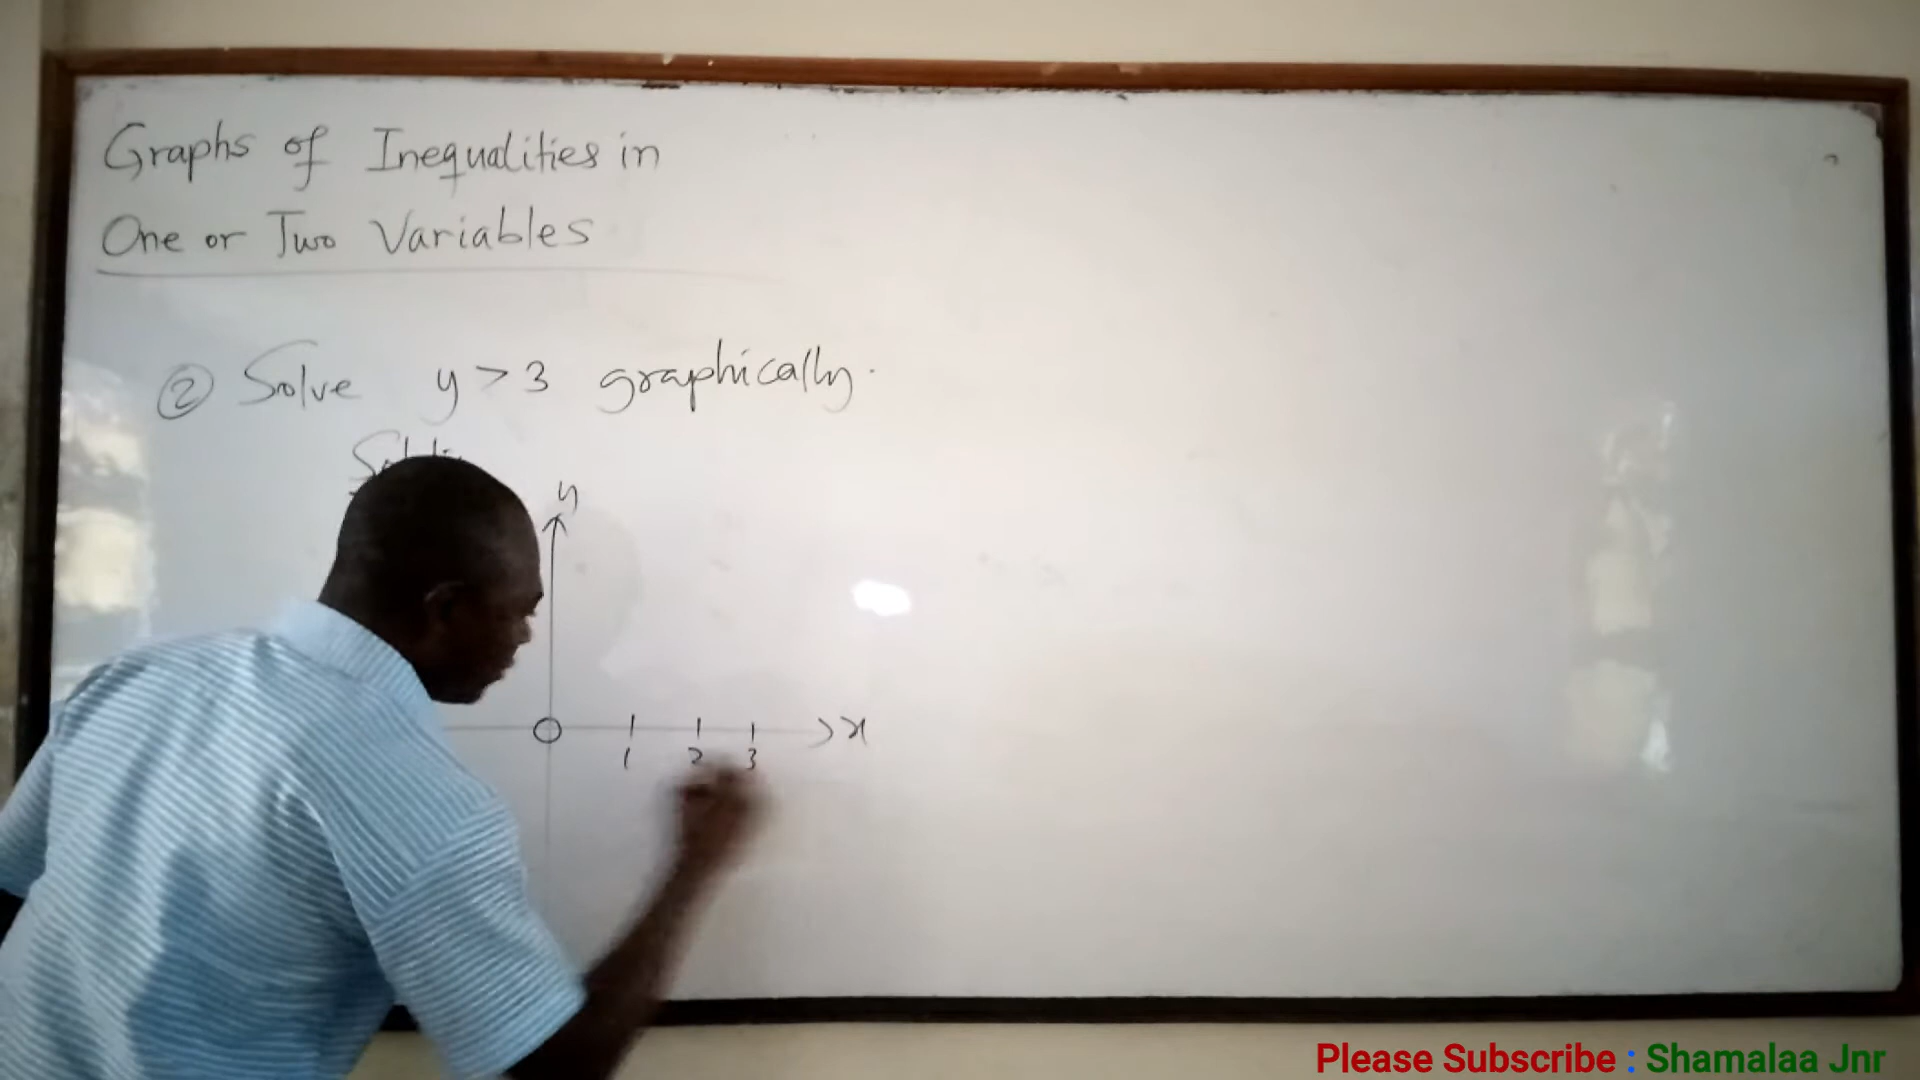 Graphs of Inequalities in
One or Two Variables
② Solve y > 3 graphically.
y
O
x
1 2 3
Please Subscribe : Shamalaa Jnr